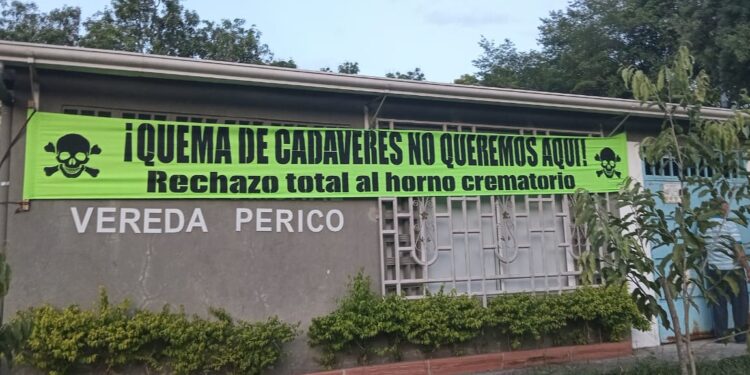 ¡QUEMA DE CADAVERES NO QUEREMOS AQUI!
Rechazo total al horno crematorio
VEREDA PERICO